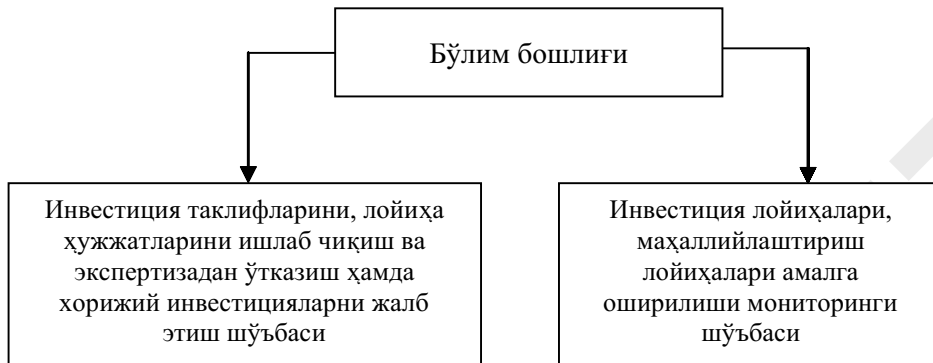 Бўлим бошлиғи
Инвестиция таклифларини, лойиҳа
ҳужжатларини ишлаб чиқиш ва
экспертизадан ўтказиш ҳамда
хорижий инвестицияларни жалб
этиш шўъбаси
Инвестиция лойиҳалари,
маҳаллийлаштириш
лойиҳалари амалга
оширилиши мониторинги
шўъбаси